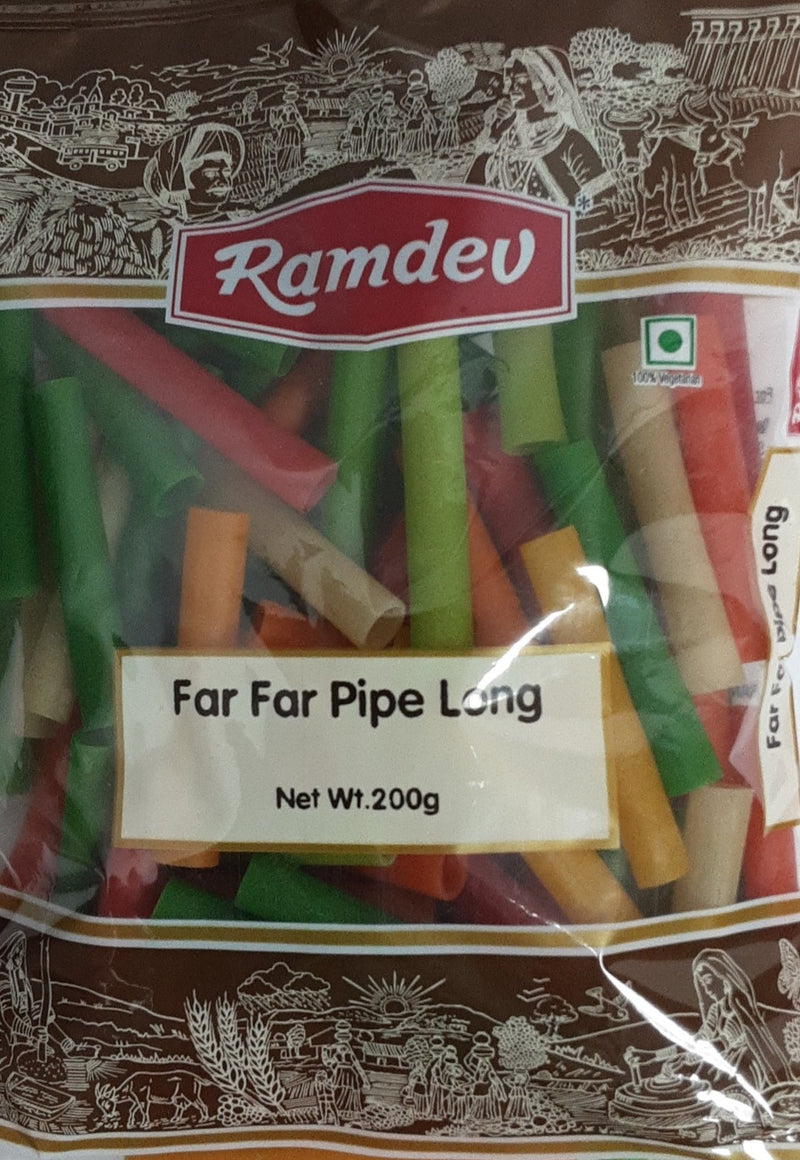 Ramdev
100% Vegetarian
Far Far Pipe Long
Net Wt.200g
Far Far Pipe Long